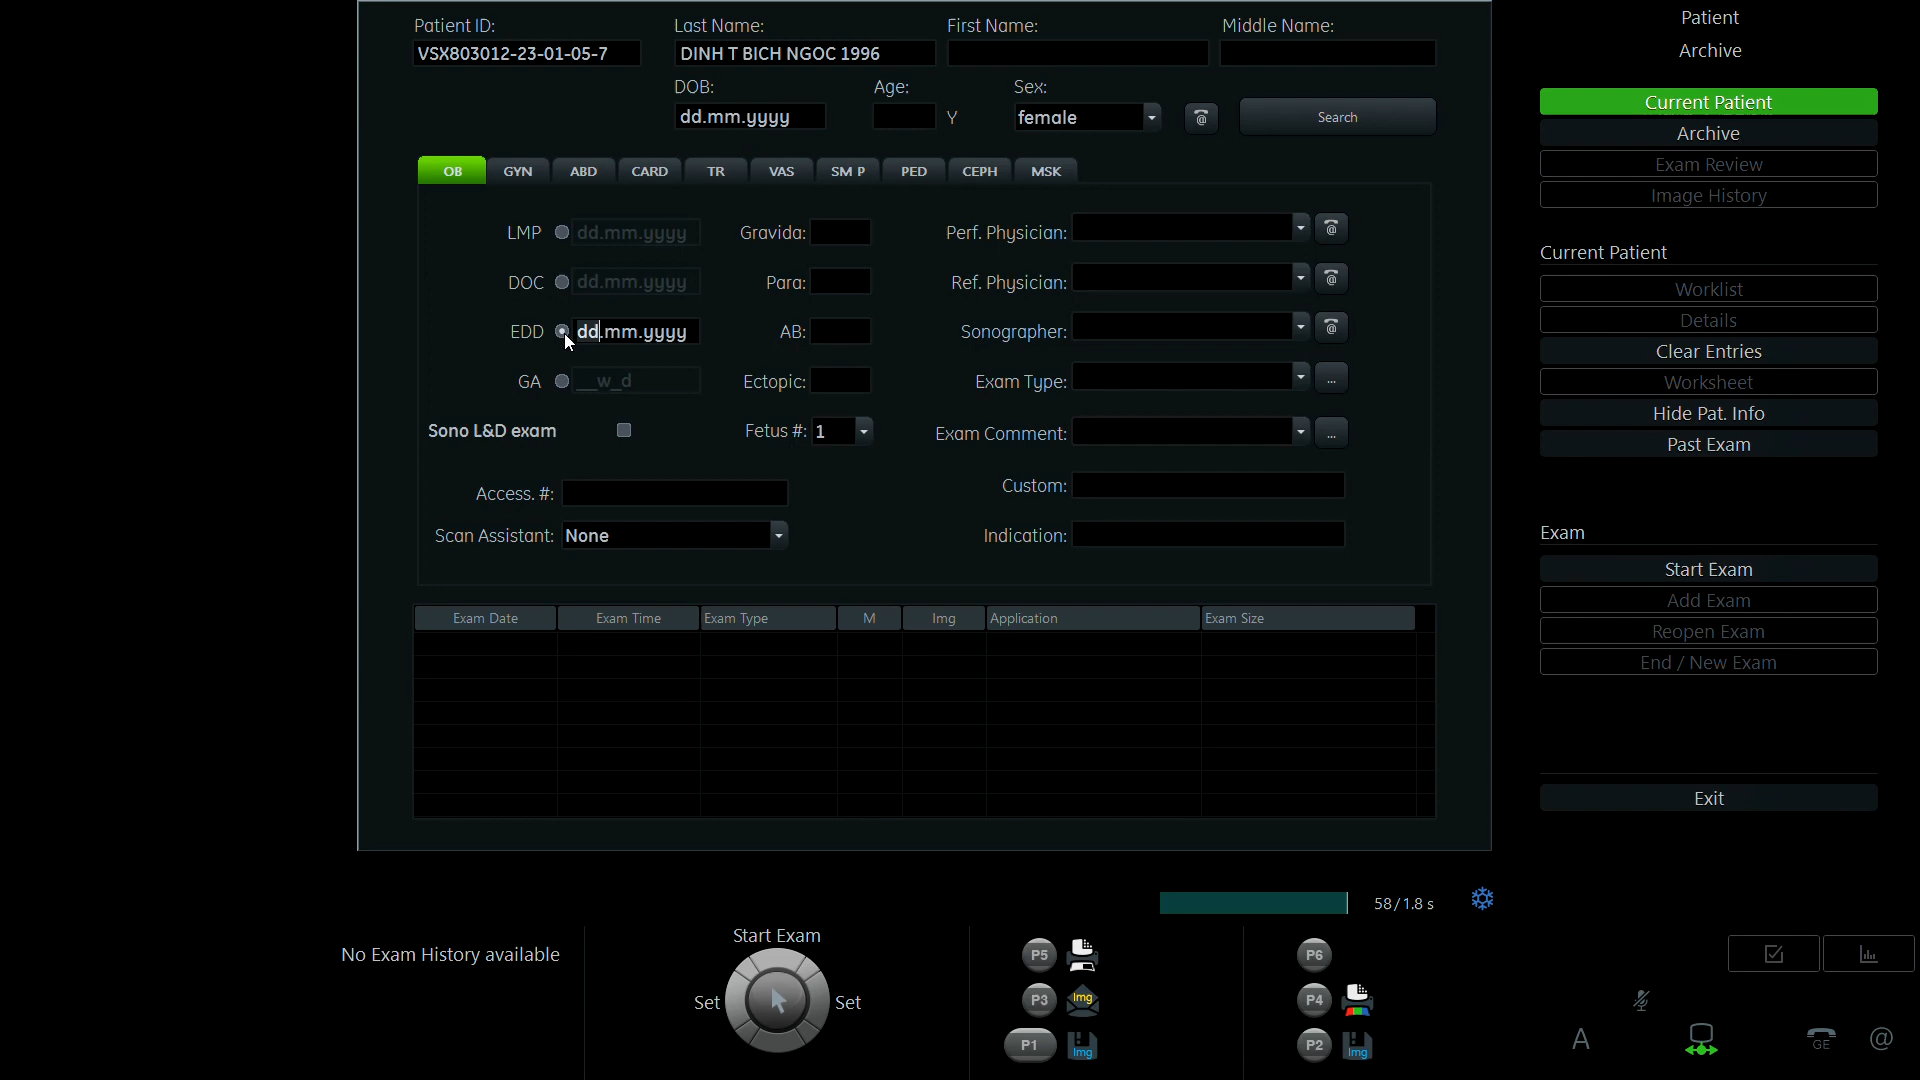 Patient ID: Last Name: First Name: Middle Name:
VSX803012-23-01-05-7 DINH T BICH NGOC 1996
DOB: Age: Sex:
dd.mm.yyyy Y female @ Search
OB GYN ABD CARD TR VAS SM P PED CEPH MSK
LMP dd.mm.yyyy Gravida: Perf. Physician: @
DOC dd.mm.yyyy Para: Ref. Physician: @
EDD dd.mm.yyyy AB: Sonographer: @
GA __w_d Ectopic: Exam Type: ...
Sono L&D exam Fetus #: 1 Exam Comment: ...
Access. #: Custom:
Scan Assistant: None Indication:
Exam Date Exam Time Exam Type M Img Application Exam Size
58/1.8 s
Patient
Archive
Current Patient
Archive
Exam Review
Image History
Current Patient
Worklist
Details
Clear Entries
Worksheet
Hide Pat. Info
Past Exam
Exam
Start Exam
Add Exam
Reopen Exam
End / New Exam
Exit
No Exam History available
Start Exam
Set Set
P5
P3 Img
P1 Img
P6
P4
P2 Img
A GE @